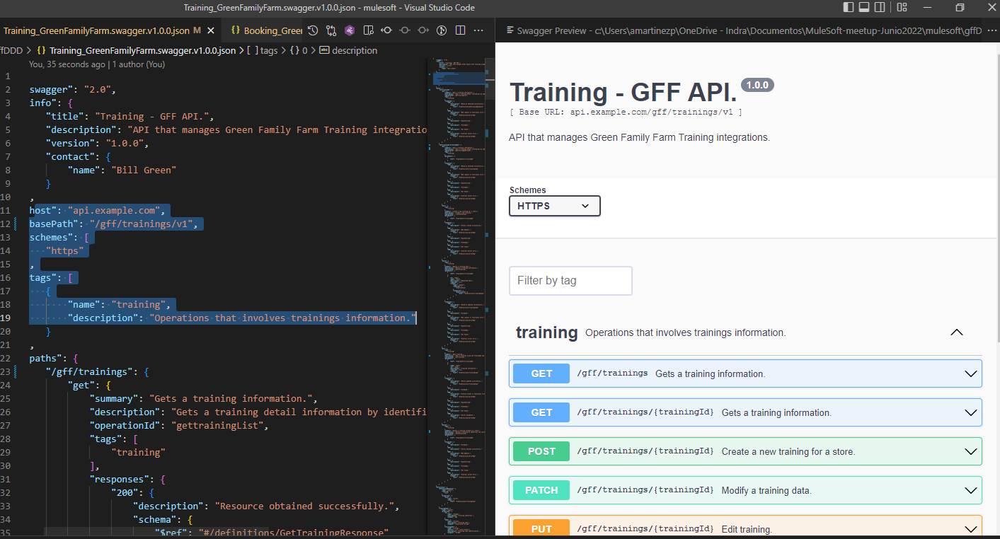 Training_GreenFamilyFarm.swagger.v1.0.0.json - mulesoft - Visual Studio Code
Training_GreenFamilyFarm.swagger.v1.0.0.json M
{} Booking_Green
ffDDD > {} Training_GreenFamilyFarm.swagger.v1.0.0.json > [ ] tags > {} 0 > description
You, 35 seconds ago | 1 author (You)
1
2 swagger": "2.0",
3 info": {
4 "title": "Training - GFF API.",
5 "description": "API that manages Green Family Farm Training integratio
6 "version": "1.0.0",
7 "contact": {
8 "name": "Bill Green"
9 }
10 ,
11 host": "api.example.com",
12 basePath": "/gff/trainings/v1",
13 schemes": [
14 "https"
15 ,
16 tags": [
17 {
18 "name": "training",
19 "description": "Operations that involves trainings information."
20 }
21 ,
22 paths": {
23 "/gff/trainings": {
24 "get": {
25 "summary": "Gets a training information.",
26 "description": "Gets a training detail information by identifi
27 "operationId": "gettrainingList",
28 "tags": [
29 "training"
30 ],
31 "responses": {
32 "200": {
33 "description": "Resource obtained successfully.",
34 "schema": {
35 "$ref": "#/definitions/GetTrainingResponse"
Swagger Preview - c:\Users\amartinezp\OneDrive - Indra\Documentos\MuleSoft-meetup-Junio2022\mulesoft\gffD
Training - GFF API. 1.0.0
[ Base URL: api.example.com/gff/trainings/v1 ]
API that manages Green Family Farm Training integrations.
Schemes
HTTPS
Filter by tag
training Operations that involves trainings information.
GET /gff/trainings Gets a training information.
GET /gff/trainings/{trainingId} Gets a training information.
POST /gff/trainings/{trainingId} Create a new training for a store.
PATCH /gff/trainings/{trainingId} Modify a training data.
PUT /gff/trainings/{trainingId} Edit training.